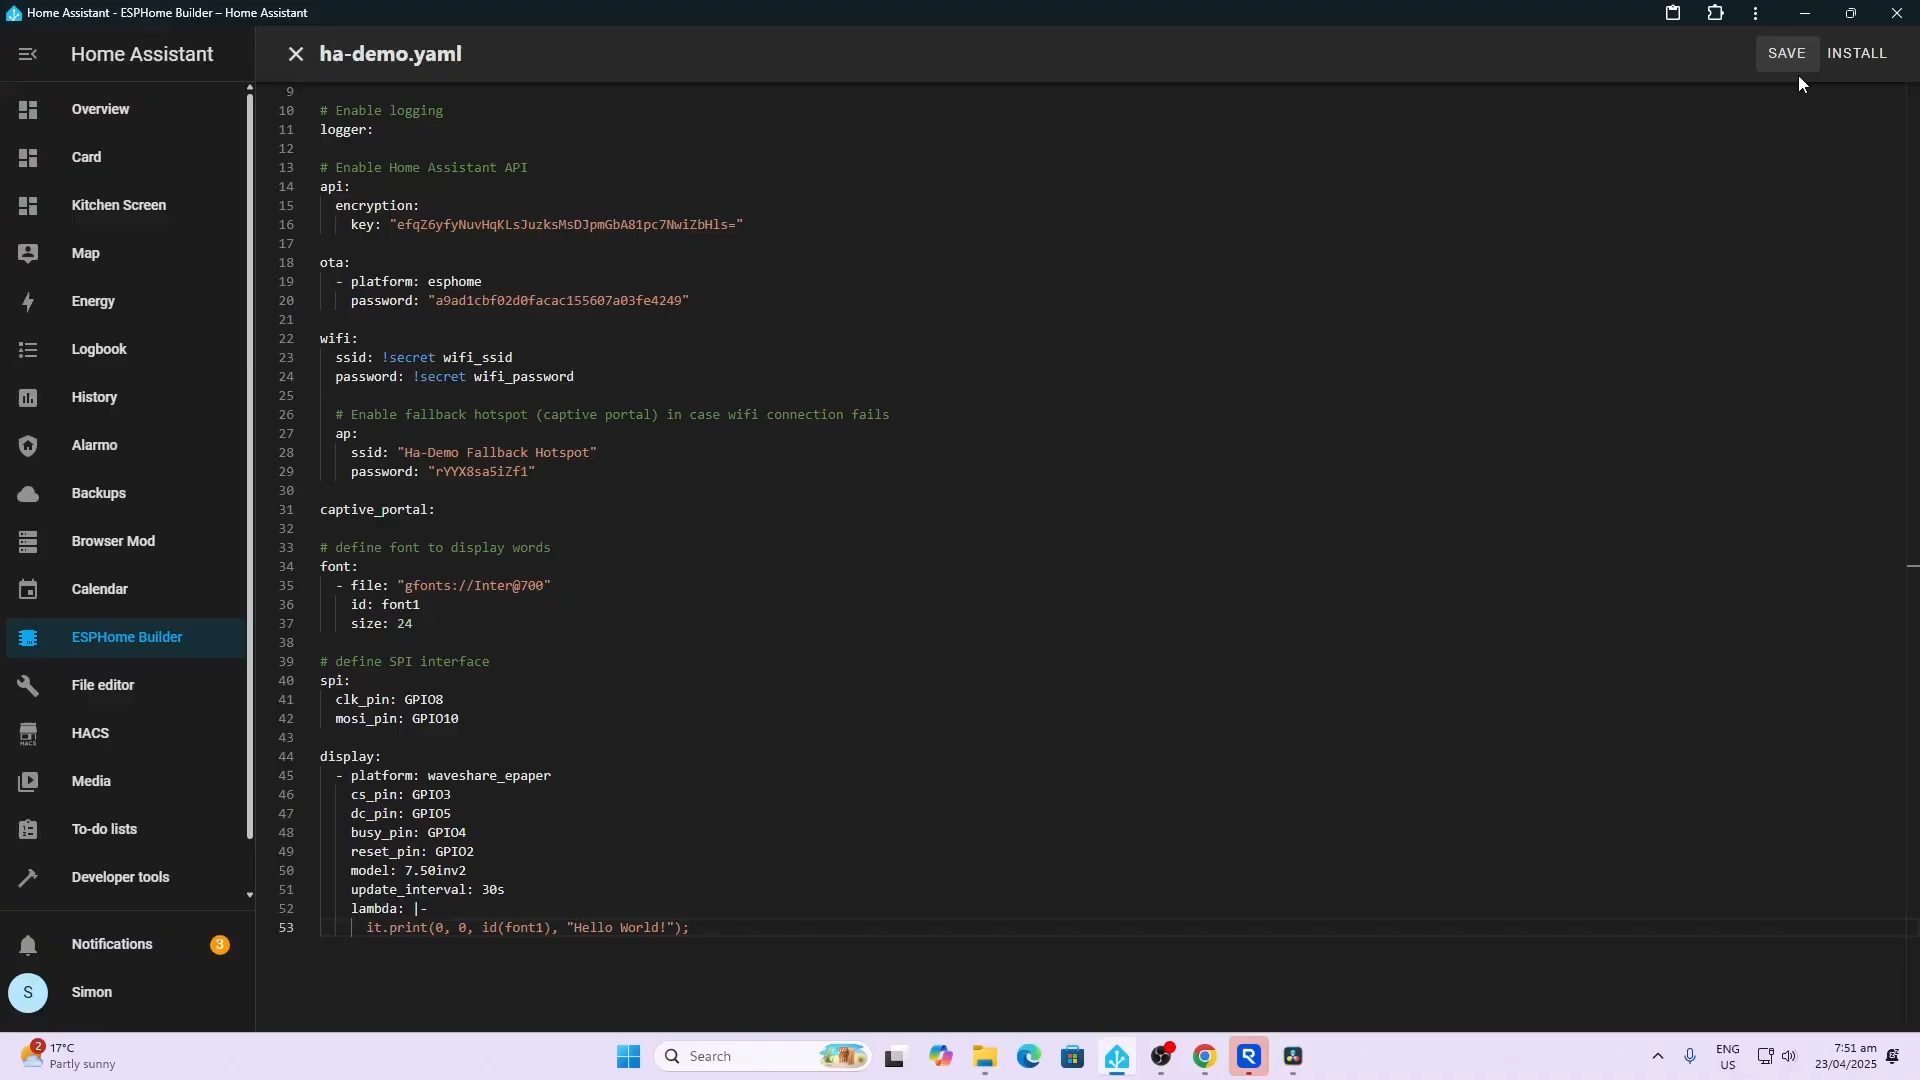 Home Assistant - ESPHome Builder – Home Assistant
Home Assistant
ha-demo.yaml
SAVE
INSTALL
Overview
Card
Kitchen Screen
Map
Energy
Logbook
History
Alarmo
Backups
Browser Mod
Calendar
ESPHome Builder
File editor
HACS
HACS
Media
To-do lists
Developer tools
Notifications
3
S
Simon
9
10 # Enable logging
11 logger:
12
13 # Enable Home Assistant API
14 api:
15 encryption:
16 key: "efqZ6yfyNuvHqKLsJuzksMsDJpmGbA81pc7NwiZbHls="
17
18 ota:
19 - platform: esphome
20 password: "a9ad1cbf02d0facac155607a03fe4249"
21
22 wifi:
23 ssid: !secret wifi_ssid
24 password: !secret wifi_password
25
26 # Enable fallback hotspot (captive portal) in case wifi connection fails
27 ap:
28 ssid: "Ha-Demo Fallback Hotspot"
29 password: "rYYX8sa5iZf1"
30
31 captive_portal:
32
33 # define font to display words
34 font:
35 - file: "gfonts://Inter@700"
36 id: font1
37 size: 24
38
39 # define SPI interface
40 spi:
41 clk_pin: GPIO8
42 mosi_pin: GPIO10
43
44 display:
45 - platform: waveshare_epaper
46 cs_pin: GPIO3
47 dc_pin: GPIO5
48 busy_pin: GPIO4
49 reset_pin: GPIO2
50 model: 7.50inv2
51 update_interval: 30s
52 lambda: |-
53 it.print(0, 0, id(font1), "Hello World!");
2
17°C
Partly sunny
Search
R
ENG
US
7:51 am
23/04/2025